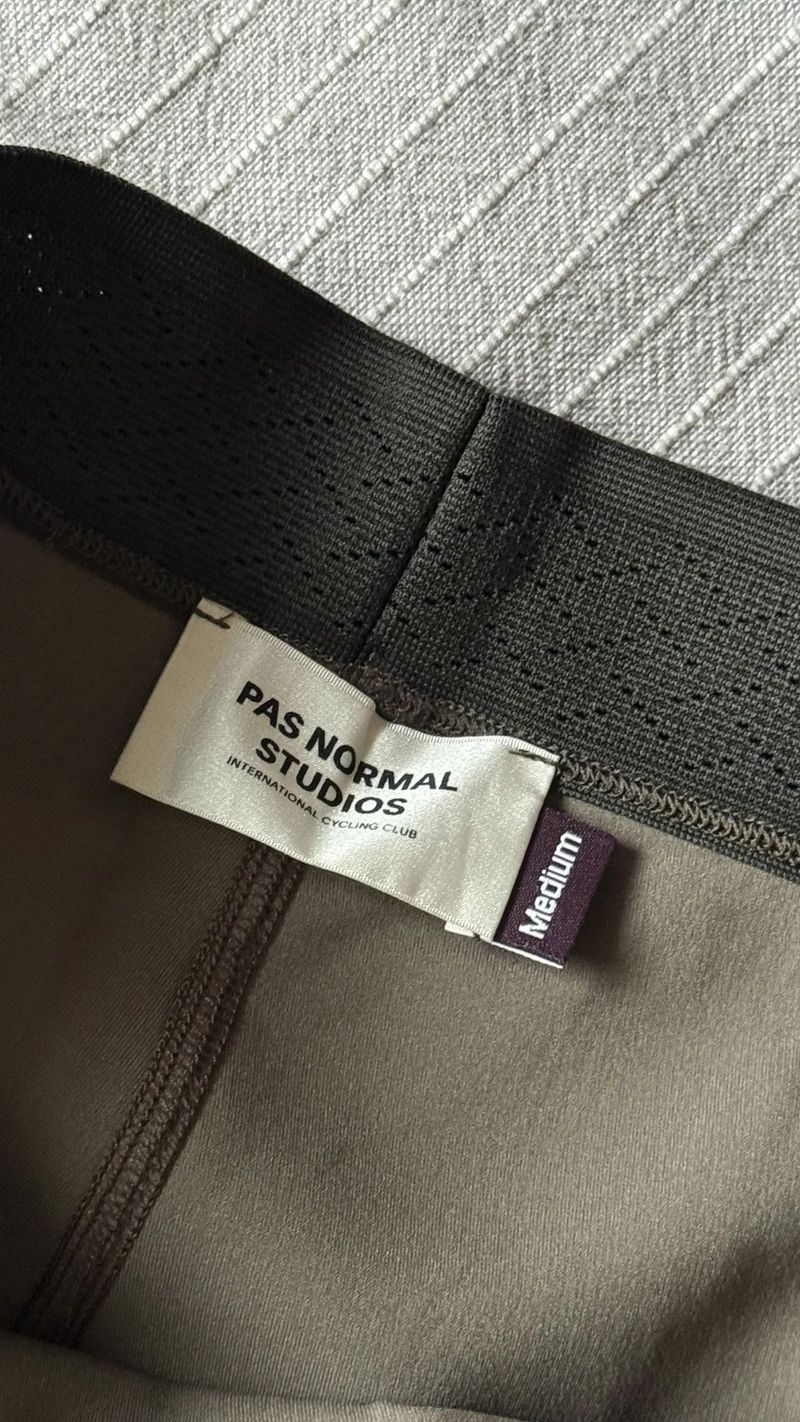 PAS NORMAL
STUDIOS
INTERNATIONAL CYCLING CLUB
Medium